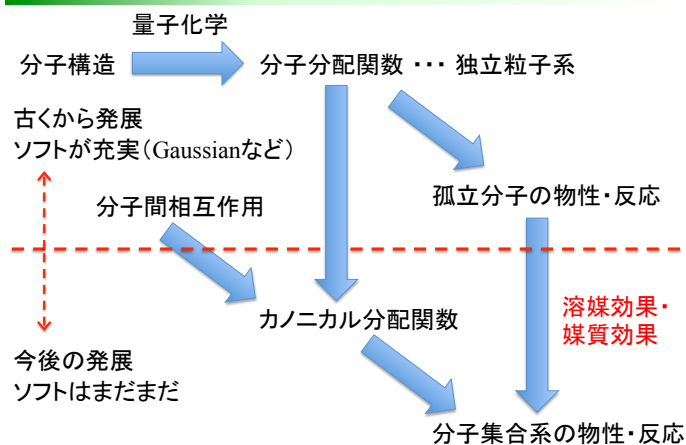 量子化学
分子構造
分子分配関数 ･･･ 独立粒子系
古くから発展
ソフトが充実（Gaussianなど）
孤立分子の物性･反応
分子間相互作用
溶媒効果･
媒質効果
カノニカル分配関数
今後の発展
ソフトはまだまだ
分子集合系の物性･反応